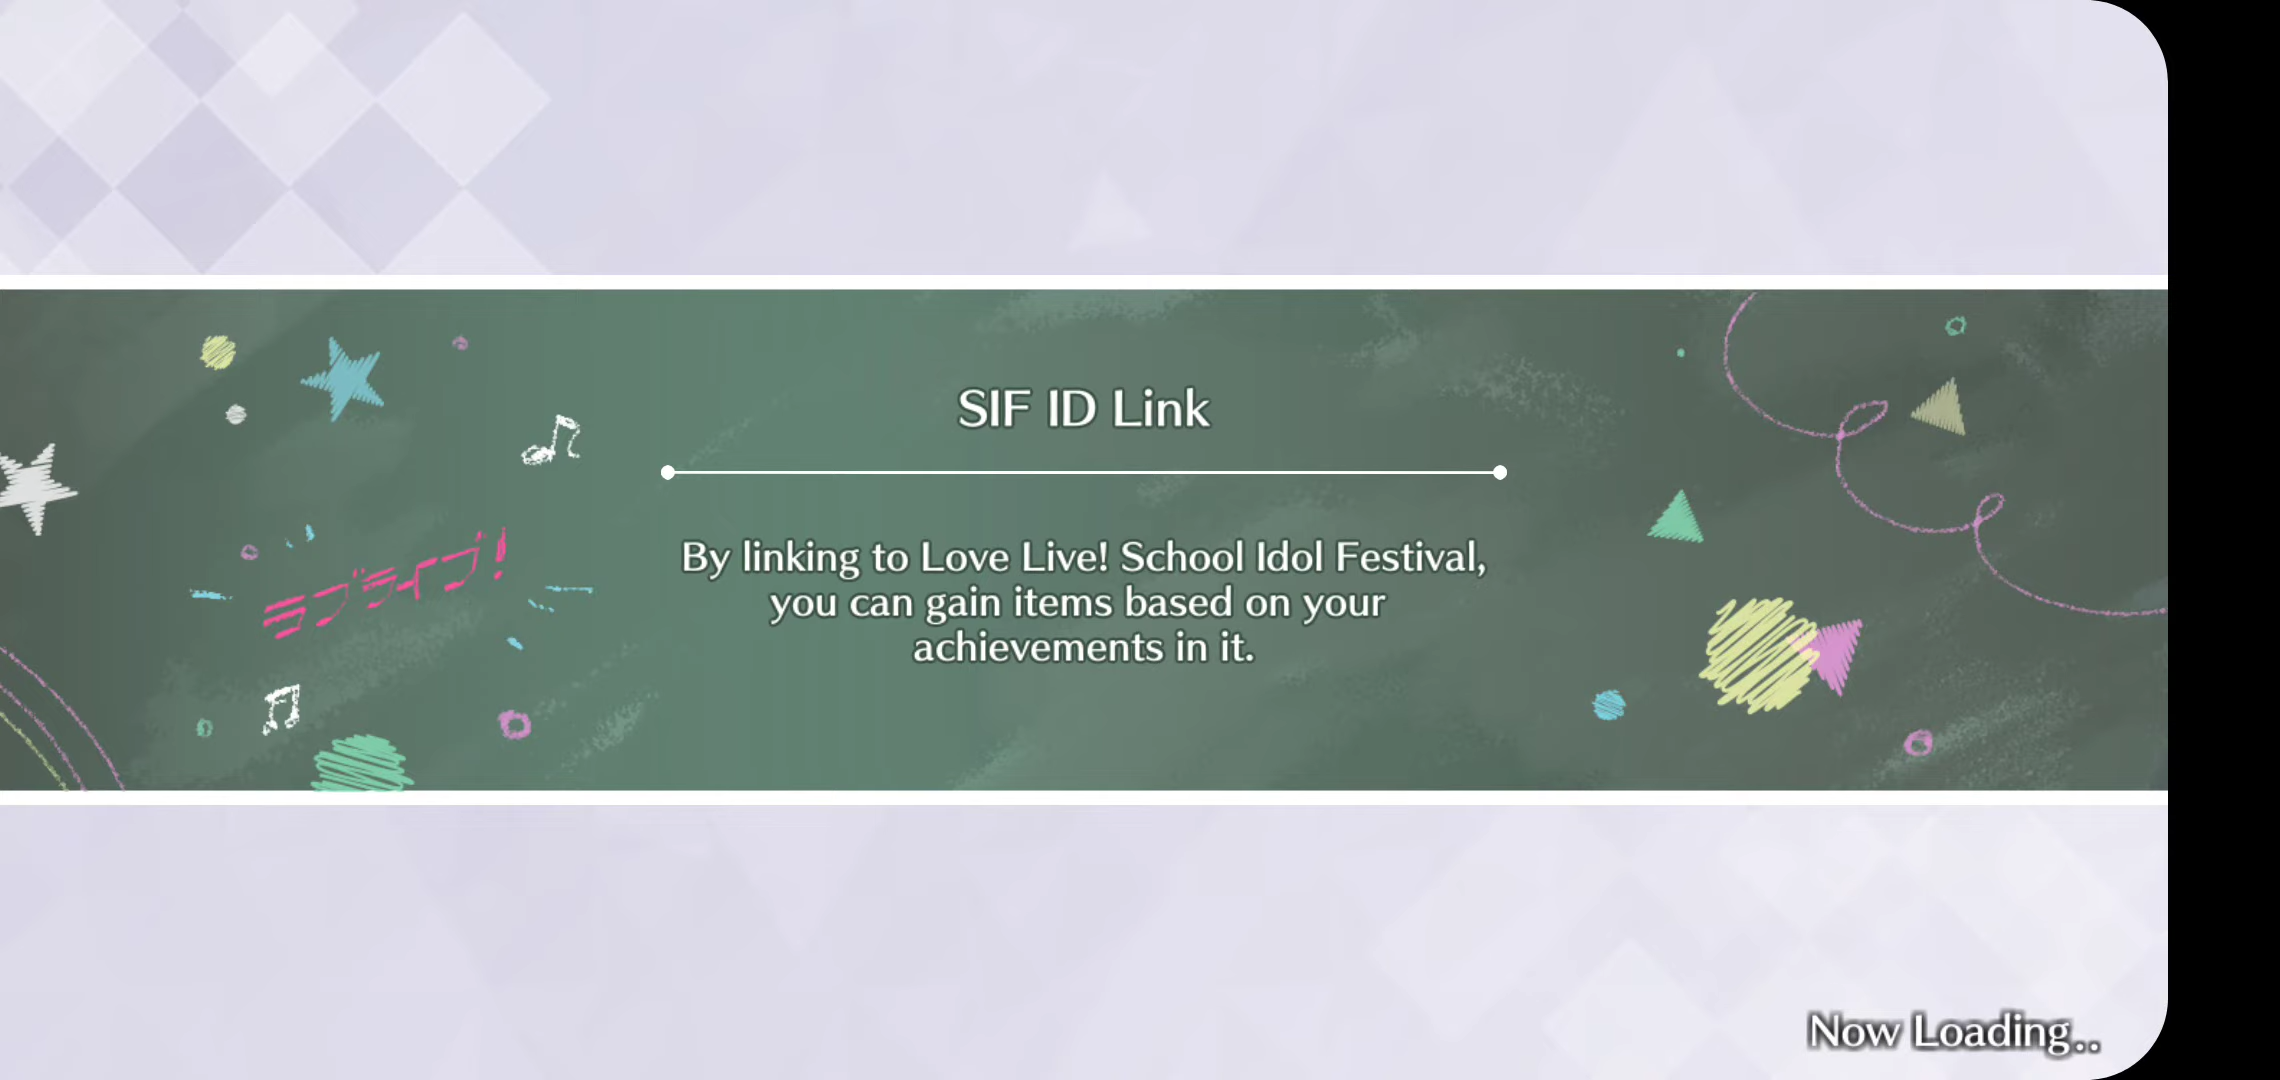 SIF ID Link
By linking to Love Live! School Idol Festival,
you can gain items based on your
achievements in it.
ラブライブ!
Now Loading..